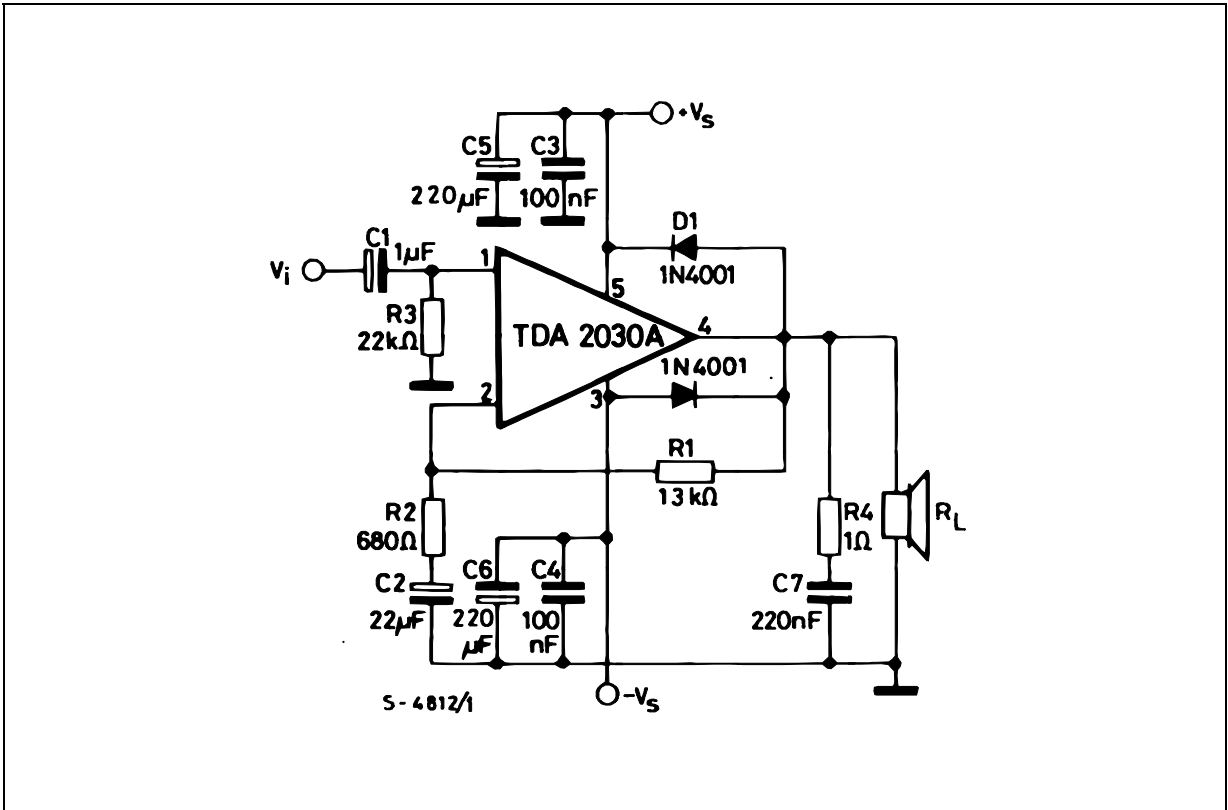 +Vs
C5
C3
220µF
100nF
D1
C1
1µF
Vi
1
1N4001
5
R3
TDA 2030A
4
22kΩ
1N4001
2
3
R1
13kΩ
R2
R4
RL
680Ω
1Ω
C2
C6
C4
C7
22µF
220
100
220nF
µF
nF
-Vs
S-4812/1